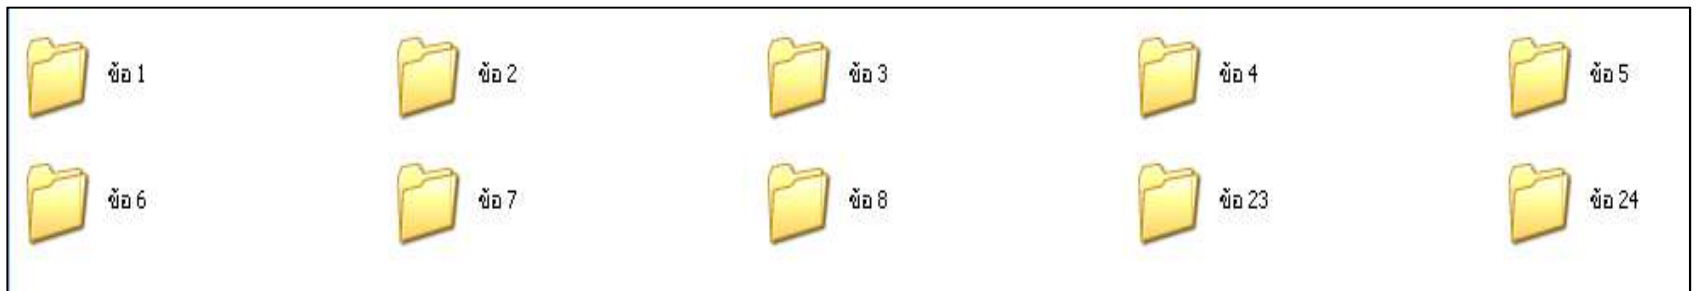 ข้อ 1 ข้อ 2 ข้อ 3 ข้อ 4 ข้อ 5
ข้อ 6 ข้อ 7 ข้อ 8 ข้อ 23 ข้อ 24